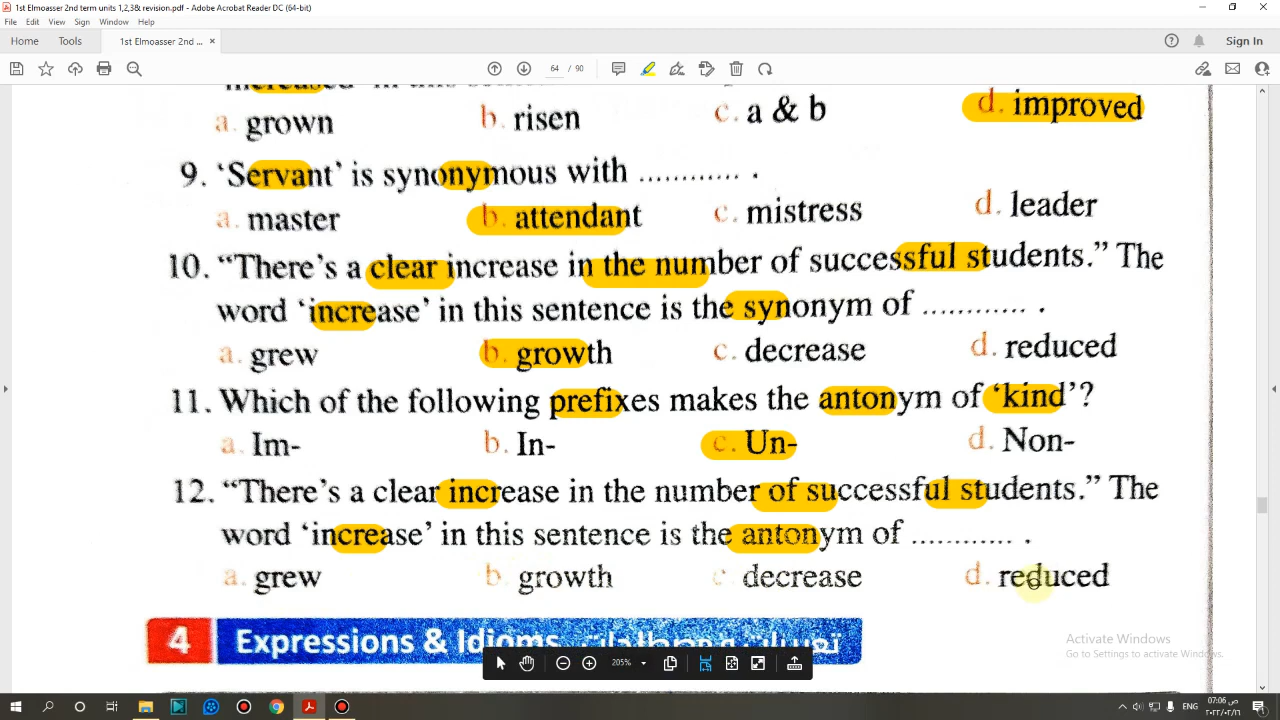 1st Elmoasser 2nd term units 1,2,3& revision.pdf - Adobe Acrobat Reader DC (64-bit)
File Edit View Sign Window Help
Home Tools 1st Elmoasser 2nd ... × Sign In
64 / 90
increased
a. grown b. risen c. a & b d. improved
9. ‘Servant’ is synonymous with ............ .
a. master b. attendant c. mistress d. leader
10. “There’s a clear increase in the number of successful students.” The
word ‘increase’ in this sentence is the synonym of ............ .
a. grew b. growth c. decrease d. reduced
11. Which of the following prefixes makes the antonym of ‘kind’?
a. Im- b. In- c. Un- d. Non-
12. “There’s a clear increase in the number of successful students.” The
word ‘increase’ in this sentence is the antonym of ............ .
a. grew b. growth c. decrease d. reduced
4 Expressions & Idioms
205%
Activate Windows
Go to Settings to activate Windows.
ENG
07:06 ص
٢٠٢٢/٠٢/١٦